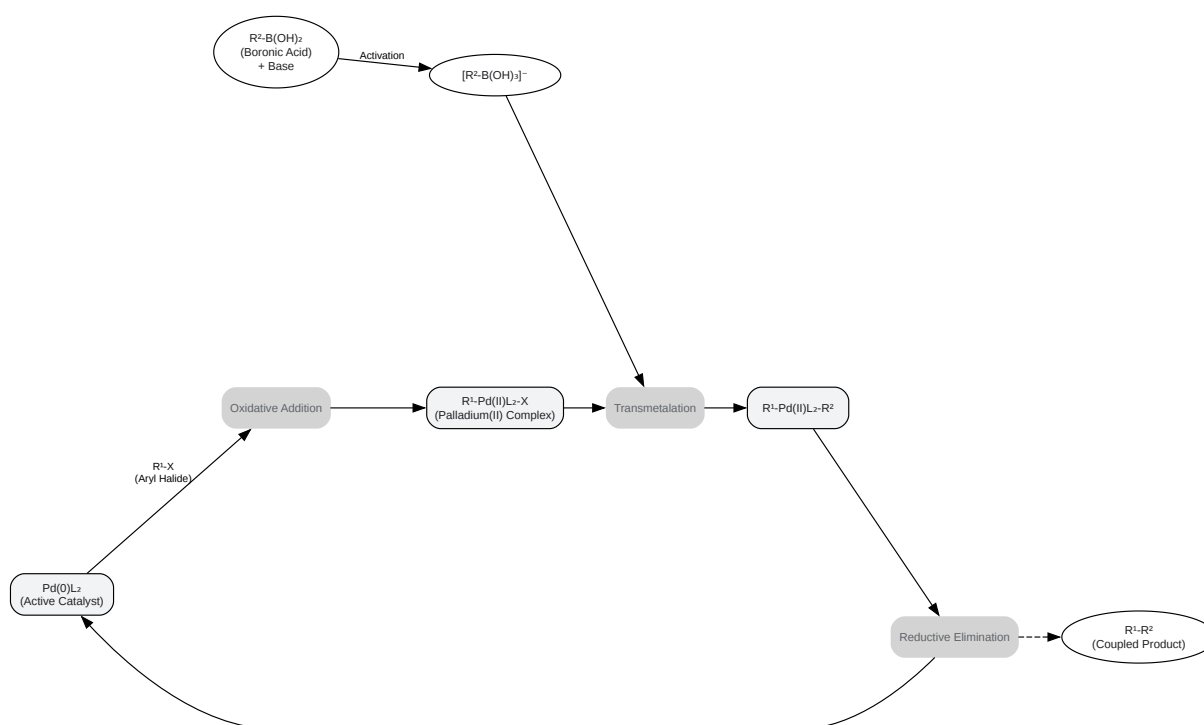 R²-B(OH)₂
(Boronic Acid)
+ Base
Activation
[R²-B(OH)₃]⁻
Oxidative Addition
R¹-Pd(II)L₂-X
(Palladium(II) Complex)
Transmetalation
R¹-Pd(II)L₂-R²
R¹-X
(Aryl Halide)
Pd(0)L₂
(Active Catalyst)
Reductive Elimination
R¹-R²
(Coupled Product)